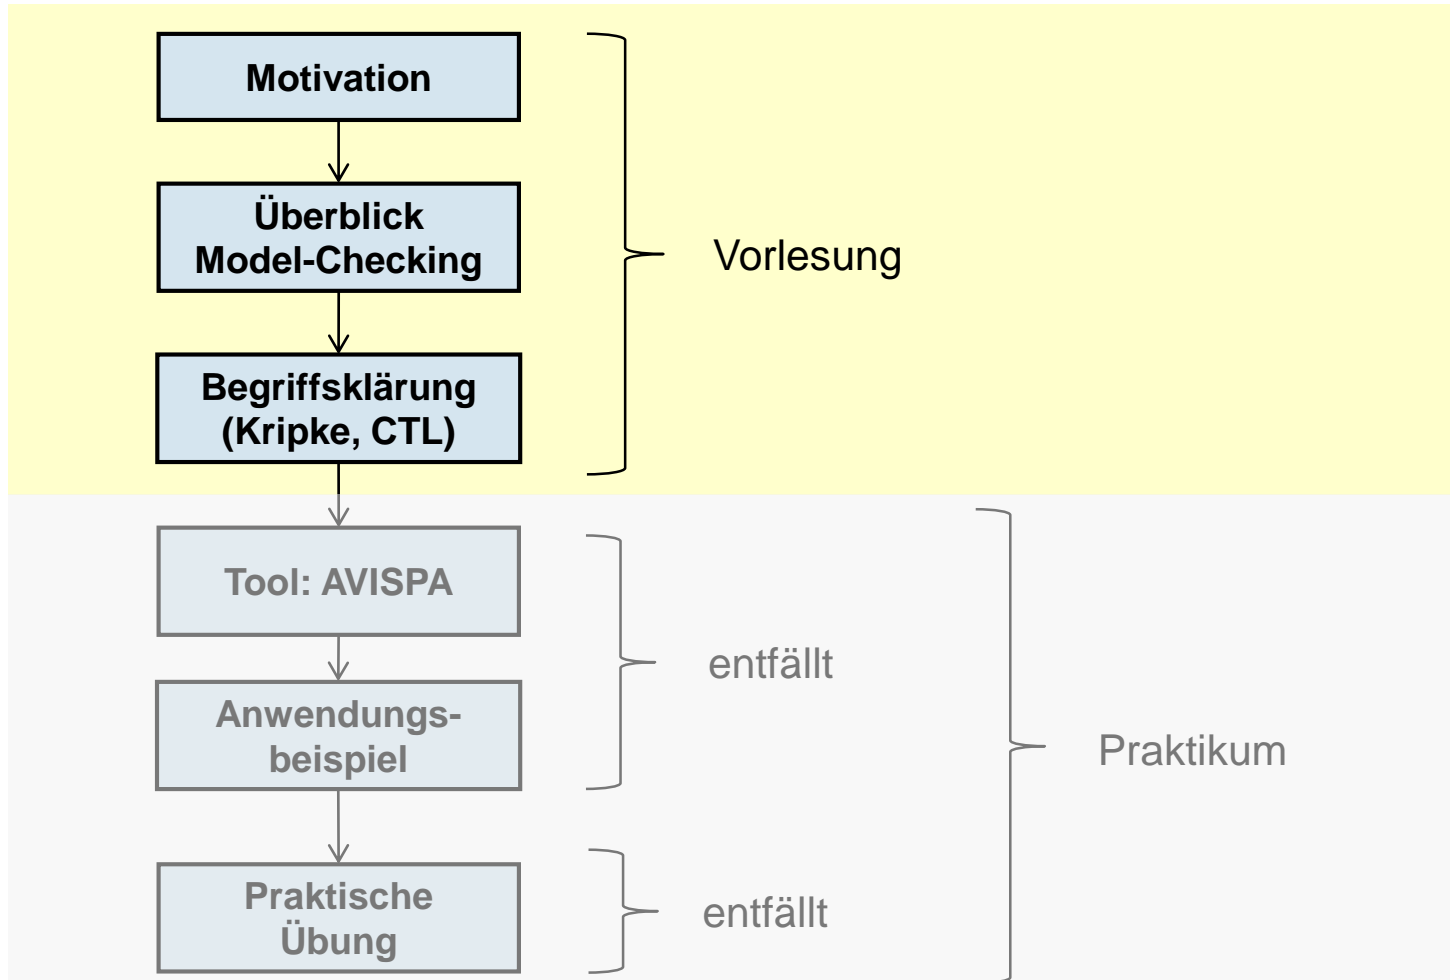 Motivation
Überblick
Model-Checking
Vorlesung
Begriffsklärung
(Kripke, CTL)
Tool: AVISPA
entfällt
Anwendungs-
beispiel
Praktikum
Praktische
Übung
entfällt